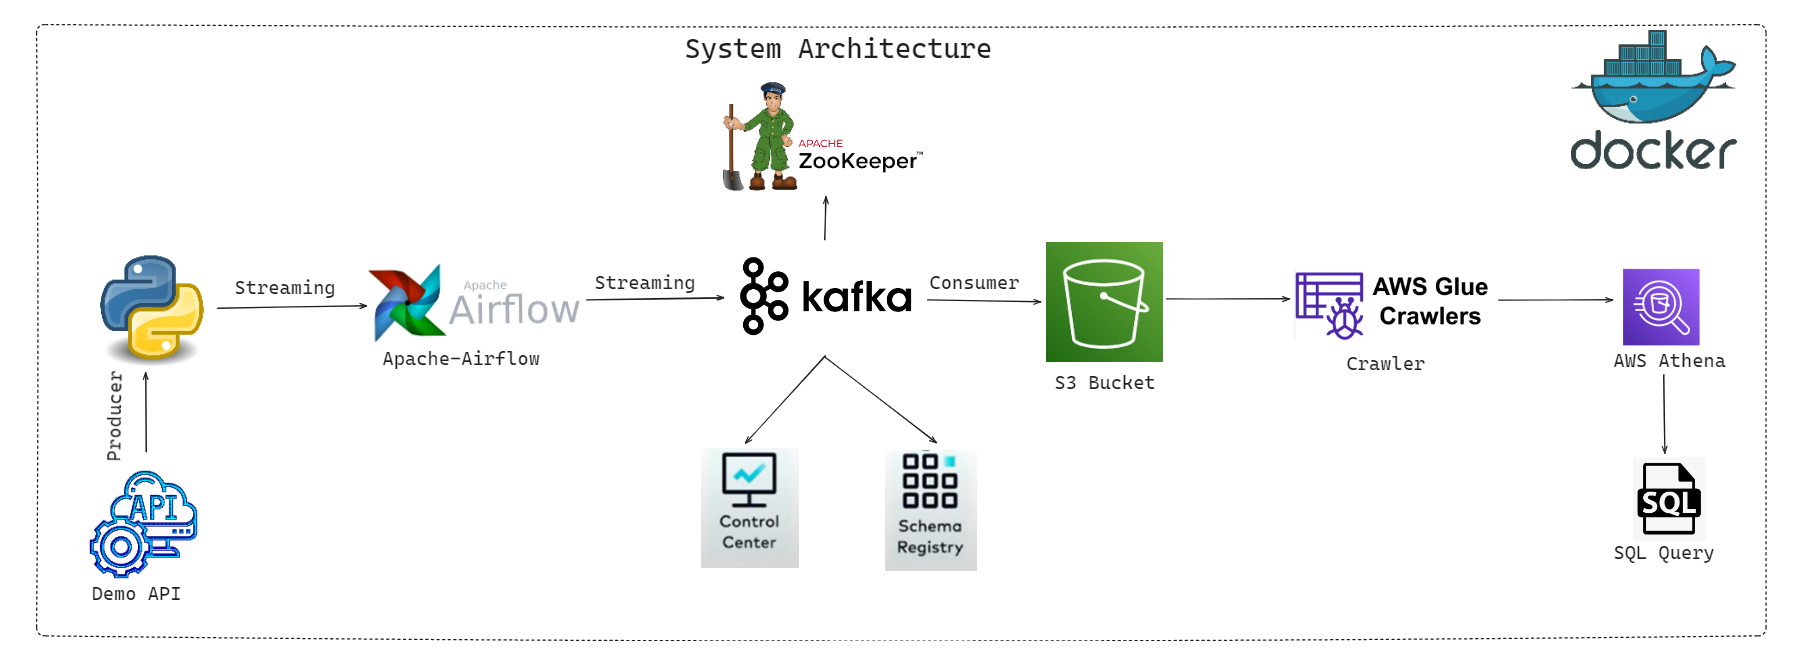 System Architecture
APACHE
ZooKeeper™
docker
Streaming
Apache
Airflow
Apache-Airflow
Streaming
kafka
Consumer
S3 Bucket
AWS Glue
Crawlers
Crawler
AWS Athena
Producer
API
Demo API
Control
Center
Schema
Registry
SQL
SQL Query